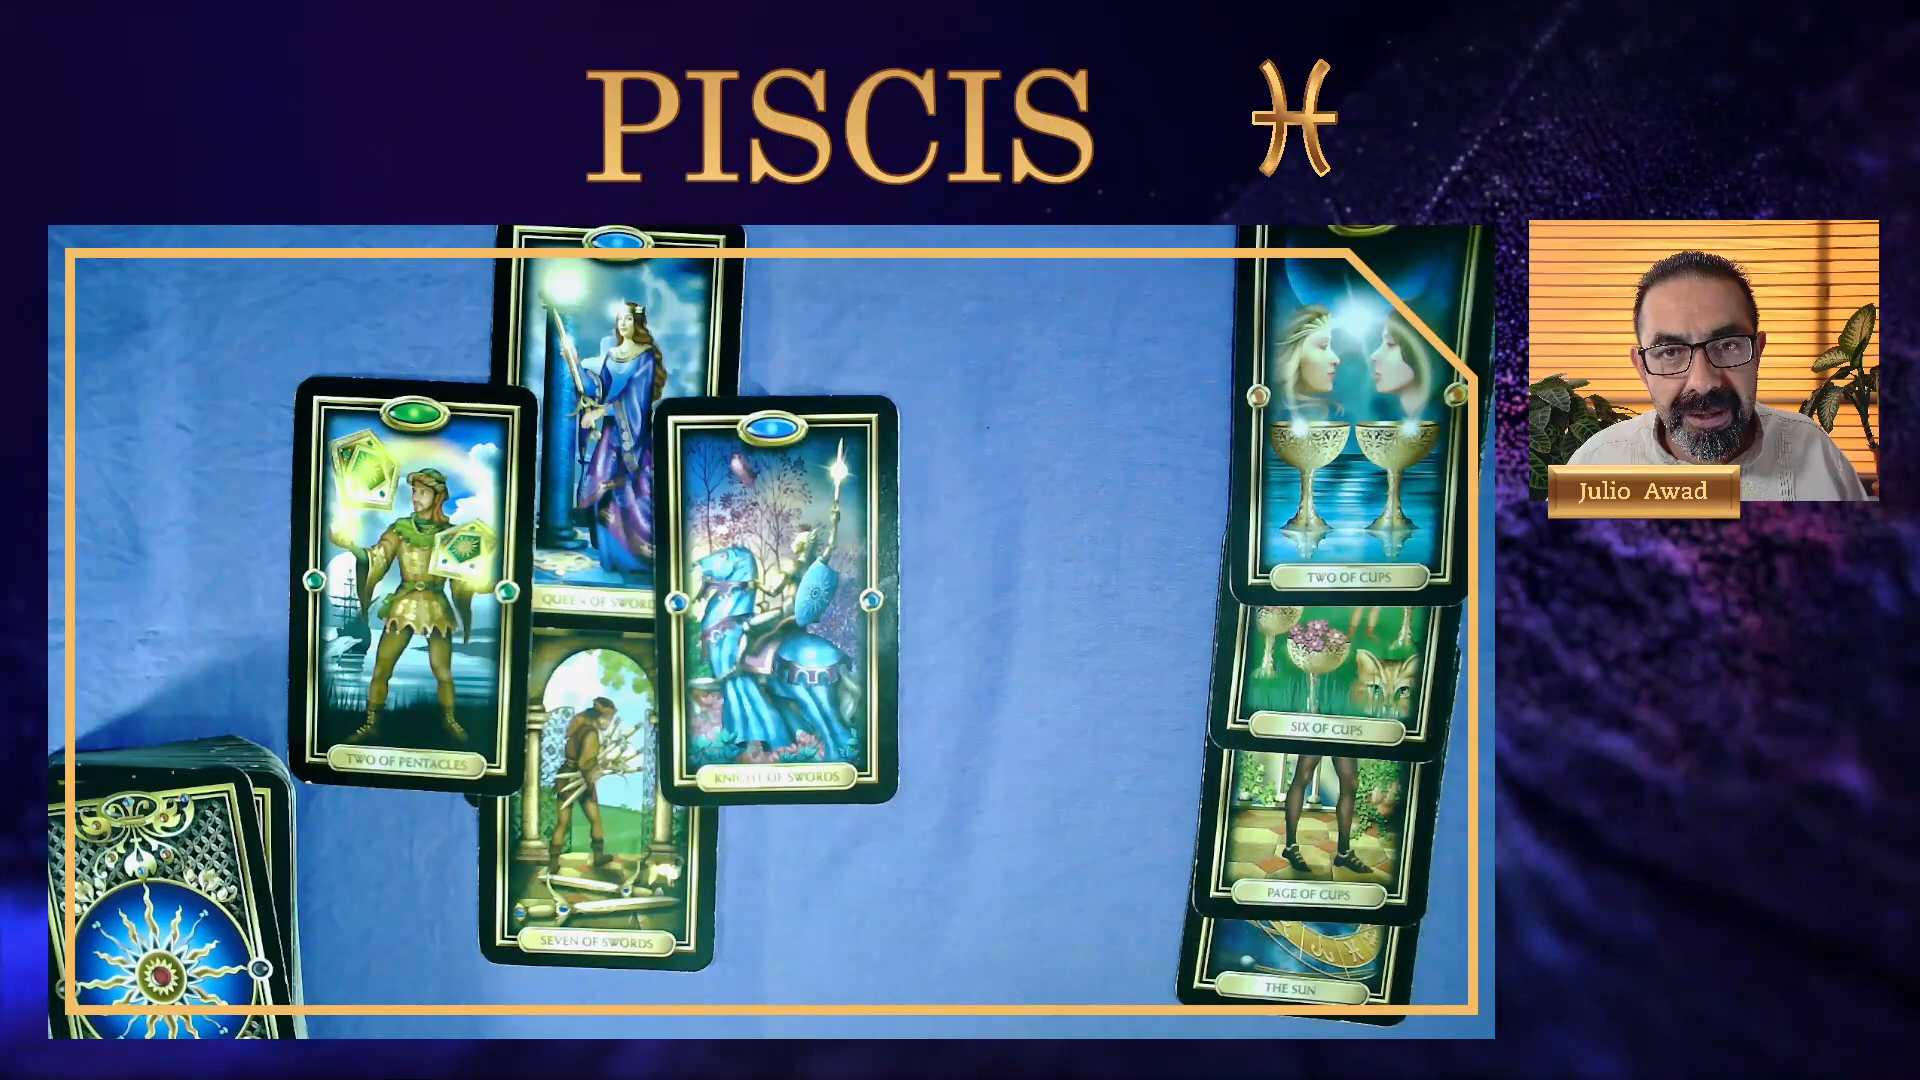 PISCIS
Julio Awad
QUEEN OF SWORD
TWO OF PENTACLES
KNIGHT OF SWORDS
SEVEN OF SWORDS
TWO OF CUPS
SIX OF CUPS
PAGE OF CUPS
THE SUN